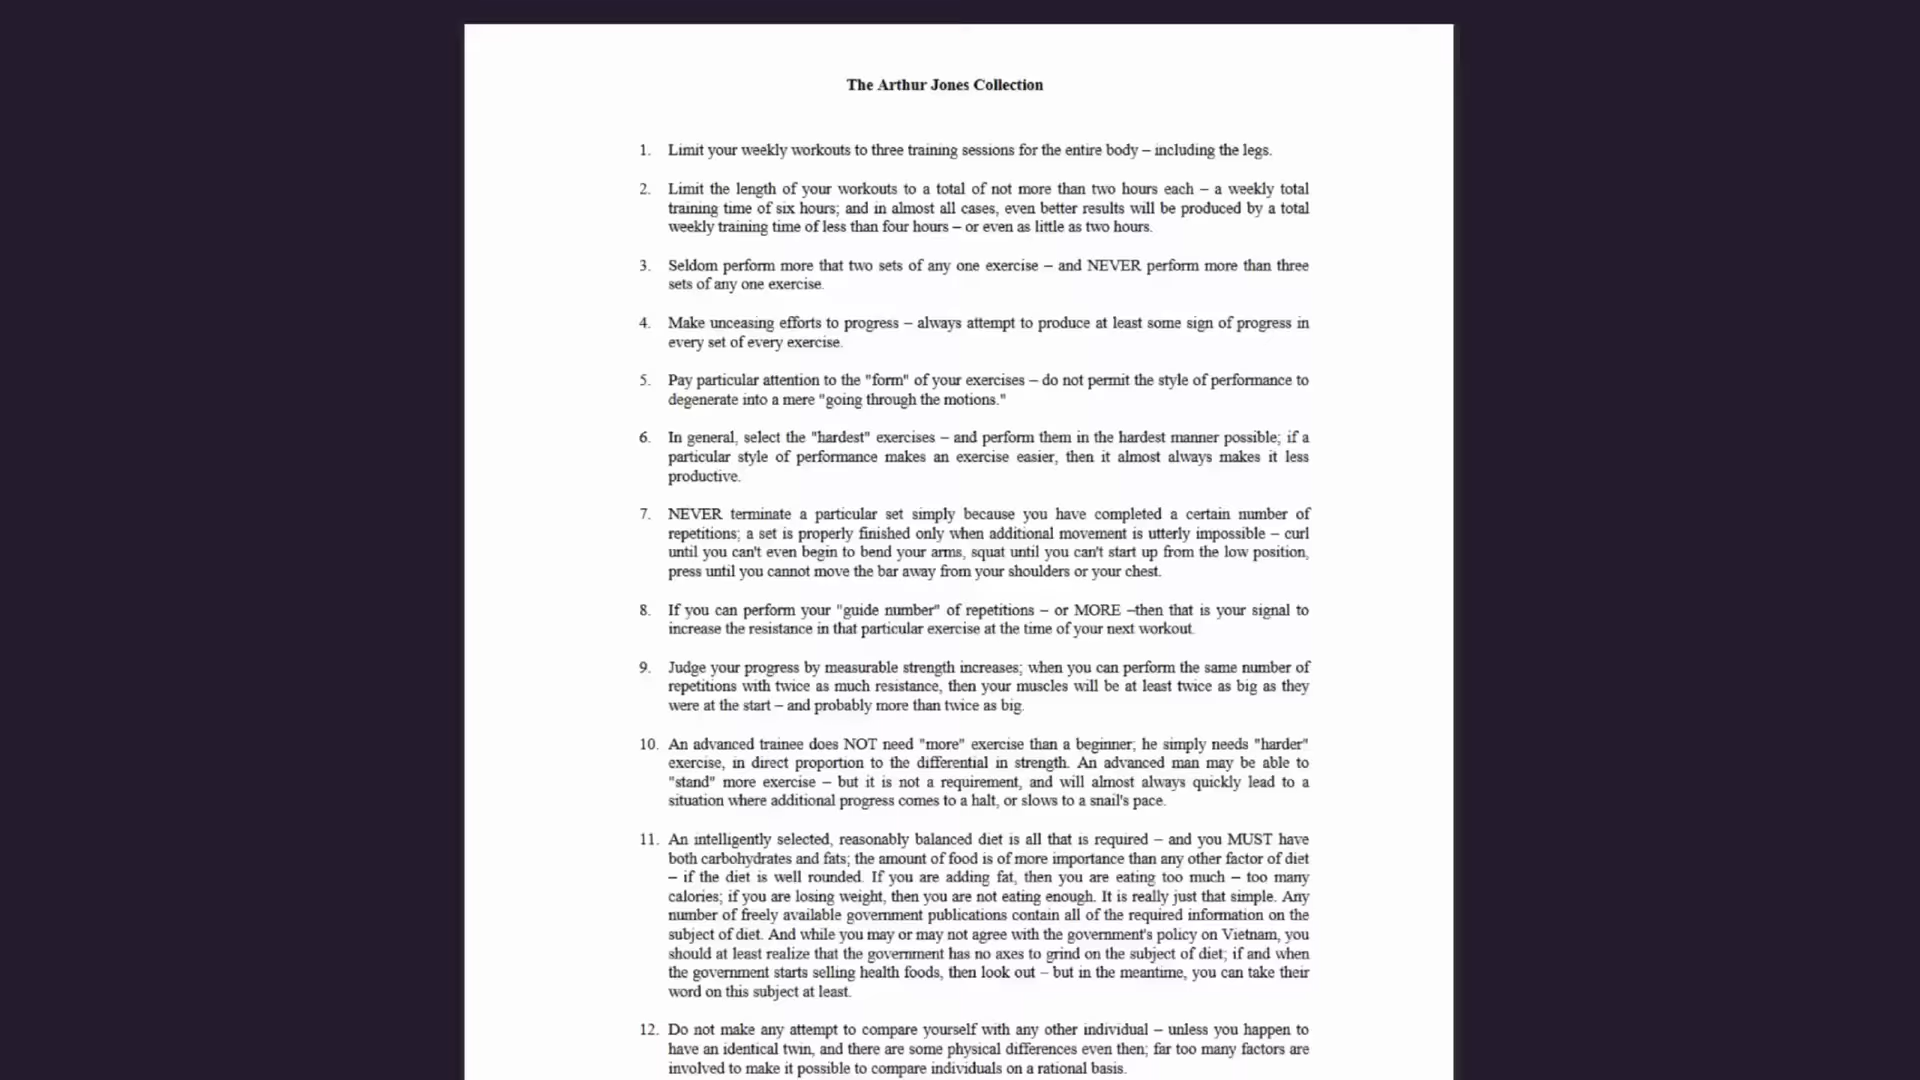 The Arthur Jones Collection
1. Limit your weekly workouts to three training sessions for the entire body – including the legs.
2. Limit the length of your workouts to a total of not more than two hours each – a weekly total
training time of six hours; and in almost all cases, even better results will be produced by a total
weekly training time of less than four hours – or even as little as two hours.
3. Seldom perform more that two sets of any one exercise – and NEVER perform more than three
sets of any one exercise.
4. Make unceasing efforts to progress – always attempt to produce at least some sign of progress in
every set of every exercise.
5. Pay particular attention to the "form" of your exercises – do not permit the style of performance to
degenerate into a mere "going through the motions."
6. In general, select the "hardest" exercises – and perform them in the hardest manner possible; if a
particular style of performance makes an exercise easier, then it almost always makes it less
productive.
7. NEVER terminate a particular set simply because you have completed a certain number of
repetitions; a set is properly finished only when additional movement is utterly impossible – curl
until you can't even begin to bend your arms, squat until you can't start up from the low position,
press until you cannot move the bar away from your shoulders or your chest.
8. If you can perform your "guide number" of repetitions – or MORE –then that is your signal to
increase the resistance in that particular exercise at the time of your next workout.
9. Judge your progress by measurable strength increases; when you can perform the same number of
repetitions with twice as much resistance, then your muscles will be at least twice as big as they
were at the start – and probably more than twice as big.
10. An advanced trainee does NOT need "more" exercise than a beginner; he simply needs "harder"
exercise, in direct proportion to the differential in strength. An advanced man may be able to
"stand" more exercise – but it is not a requirement, and will almost always quickly lead to a
situation where additional progress comes to a halt, or slows to a snail's pace.
11. An intelligently selected, reasonably balanced diet is all that is required – and you MUST have
both carbohydrates and fats; the amount of food is of more importance than any other factor of diet
– if the diet is well rounded. If you are adding fat, then you are eating too much – too many
calories; if you are losing weight, then you are not eating enough. It is really just that simple. Any
number of freely available government publications contain all of the required information on the
subject of diet. And while you may or may not agree with the government's policy on Vietnam, you
should at least realize that the government has no axes to grind on the subject of diet; if and when
the government starts selling health foods, then look out – but in the meantime, you can take their
word on this subject at least.
12. Do not make any attempt to compare yourself with any other individual – unless you happen to
have an identical twin, and there are some physical differences even then; far too many factors are
involved to make it possible to compare individuals on a rational basis.